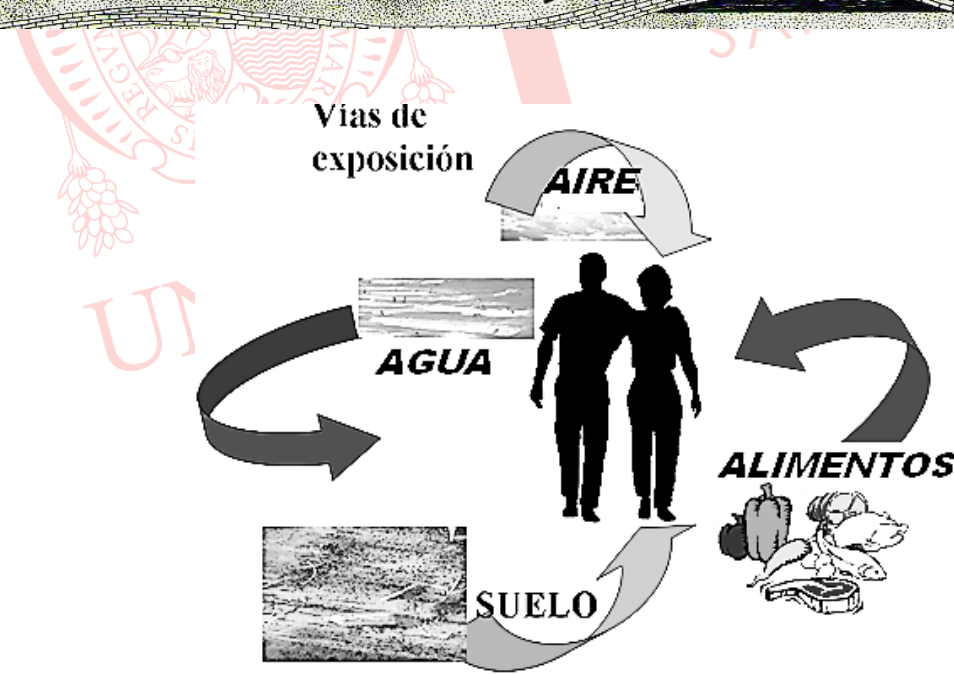 Vías de
exposición
AIRE
AGUA
ALIMENTOS
SUELO